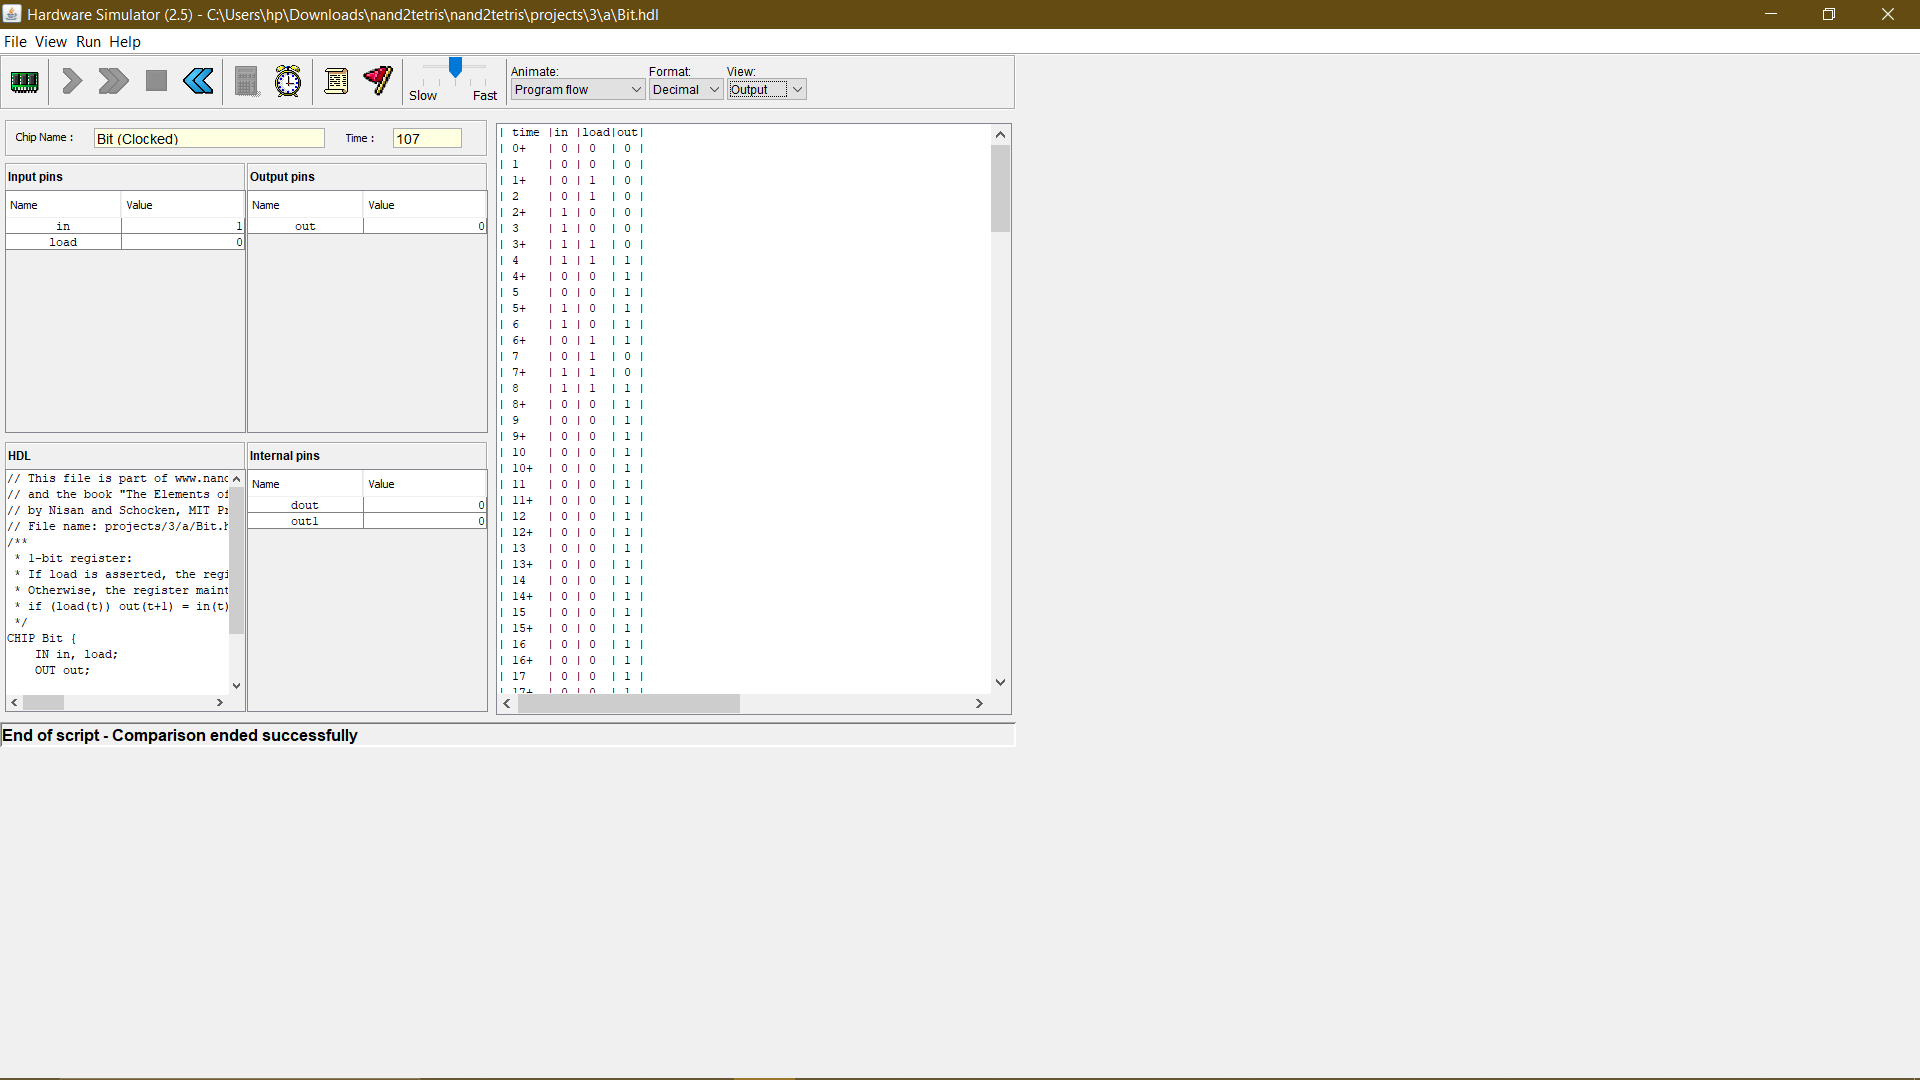 Hardware Simulator (2.5) - C:\Users\hp\Downloads\nand2tetris\nand2tetris\projects\3\a\Bit.hdl
File View Run Help
Slow Fast
Animate: Format: View:
Program flow Decimal Output
Chip Name : Bit (Clocked) Time : 107
Input pins
Name Value
in 1
load 0
Output pins
Name Value
out 0
HDL
// This file is part of www.nand
// and the book "The Elements of
// by Nisan and Schocken, MIT Pr
// File name: projects/3/a/Bit.h
/**
* 1-bit register:
* If load is asserted, the regi
* Otherwise, the register maint
* if (load(t)) out(t+1) = in(t)
*/
CHIP Bit {
IN in, load;
OUT out;
Internal pins
Name Value
dout 0
out1 0
| time |in |load|out|
| 0+ | 0 | 0 | 0 |
| 1 | 0 | 0 | 0 |
| 1+ | 0 | 1 | 0 |
| 2 | 0 | 1 | 0 |
| 2+ | 1 | 0 | 0 |
| 3 | 1 | 0 | 0 |
| 3+ | 1 | 1 | 0 |
| 4 | 1 | 1 | 1 |
| 4+ | 0 | 0 | 1 |
| 5 | 0 | 0 | 1 |
| 5+ | 1 | 0 | 1 |
| 6 | 1 | 0 | 1 |
| 6+ | 0 | 1 | 1 |
| 7 | 0 | 1 | 0 |
| 7+ | 1 | 1 | 0 |
| 8 | 1 | 1 | 1 |
| 8+ | 0 | 0 | 1 |
| 9 | 0 | 0 | 1 |
| 9+ | 0 | 0 | 1 |
| 10 | 0 | 0 | 1 |
| 10+ | 0 | 0 | 1 |
| 11 | 0 | 0 | 1 |
| 11+ | 0 | 0 | 1 |
| 12 | 0 | 0 | 1 |
| 12+ | 0 | 0 | 1 |
| 13 | 0 | 0 | 1 |
| 13+ | 0 | 0 | 1 |
| 14 | 0 | 0 | 1 |
| 14+ | 0 | 0 | 1 |
| 15 | 0 | 0 | 1 |
| 15+ | 0 | 0 | 1 |
| 16 | 0 | 0 | 1 |
| 16+ | 0 | 0 | 1 |
| 17 | 0 | 0 | 1 |
| 17+ | 0 | 0 | 1 |
End of script - Comparison ended successfully